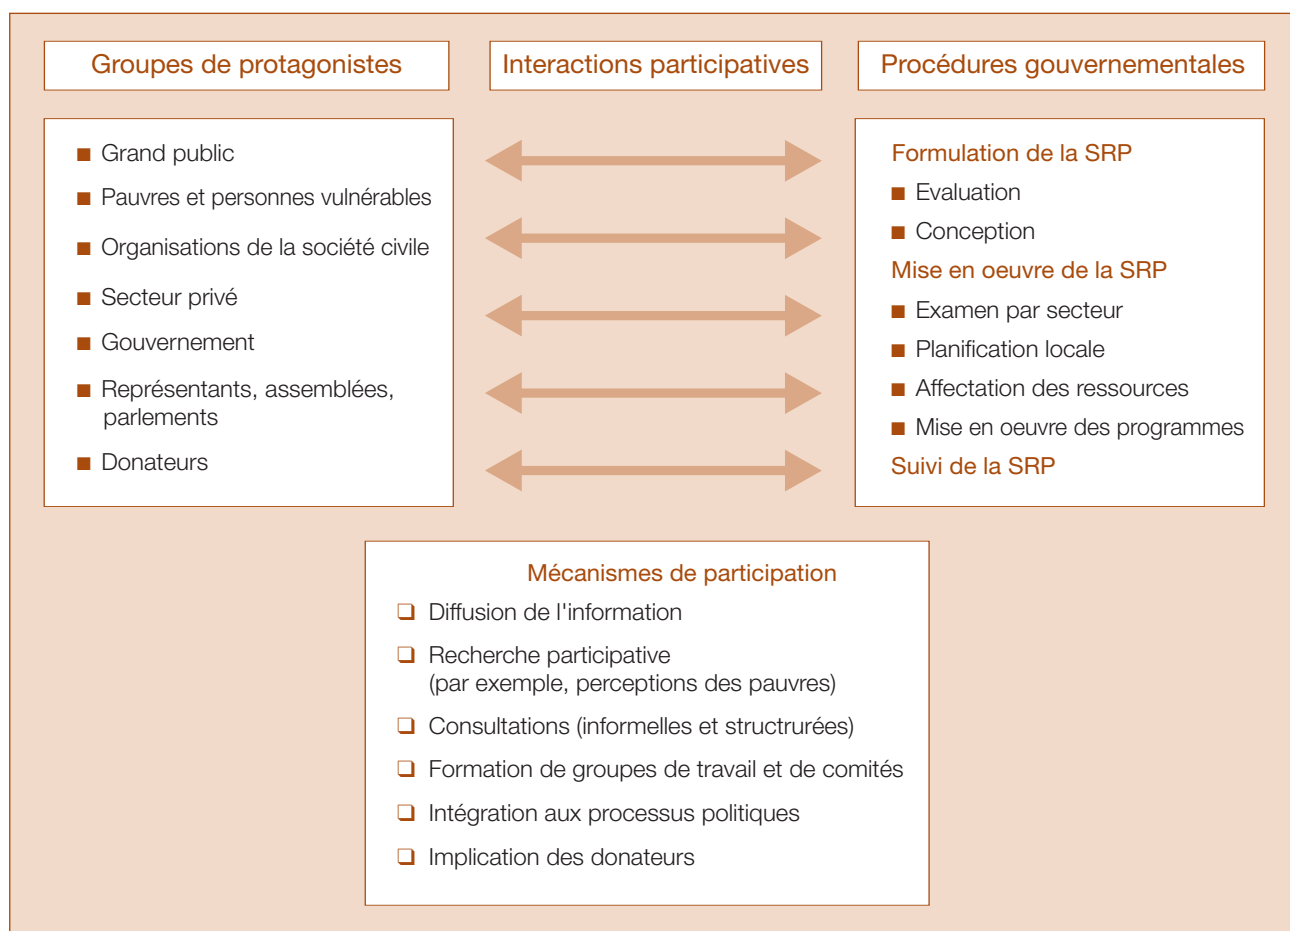 Groupes de protagonistes
Interactions participatives
Procédures gouvernementales
Grand public
Pauvres et personnes vulnérables
Organisations de la société civile
Secteur privé
Gouvernement
Représentants, assemblées,
parlements
Donateurs
Formulation de la SRP
Evaluation
Conception
Mise en oeuvre de la SRP
Examen par secteur
Planification locale
Affectation des ressources
Mise en oeuvre des programmes
Suivi de la SRP
Mécanismes de participation
Diffusion de l'information
Recherche participative
(par exemple, perceptions des pauvres)
Consultations (informelles et structrurées)
Formation de groupes de travail et de comités
Intégration aux processus politiques
Implication des donateurs